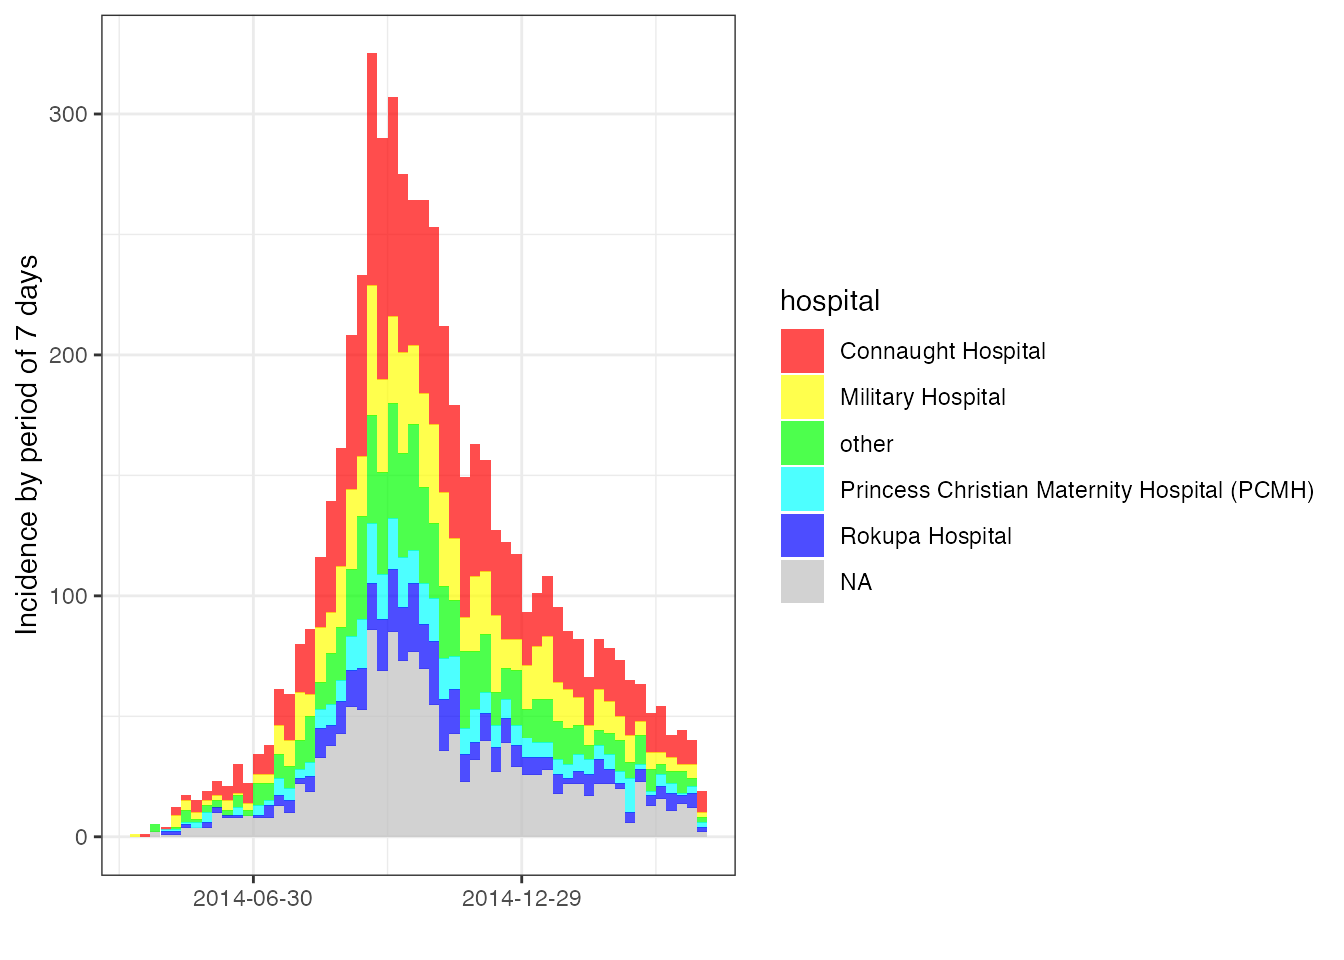 Incidence by period of 7 days
300
200
100
0
2014-06-30
2014-12-29
hospital
Connaught Hospital
Military Hospital
other
Princess Christian Maternity Hospital (PCMH)
Rokupa Hospital
NA